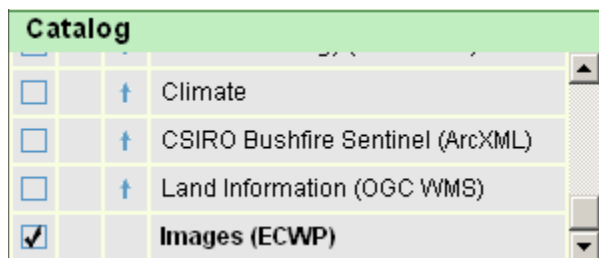 Catalog
Climate
CSIRO Bushfire Sentinel (ArcXML)
Land Information (OGC WMS)
Images (ECWP)